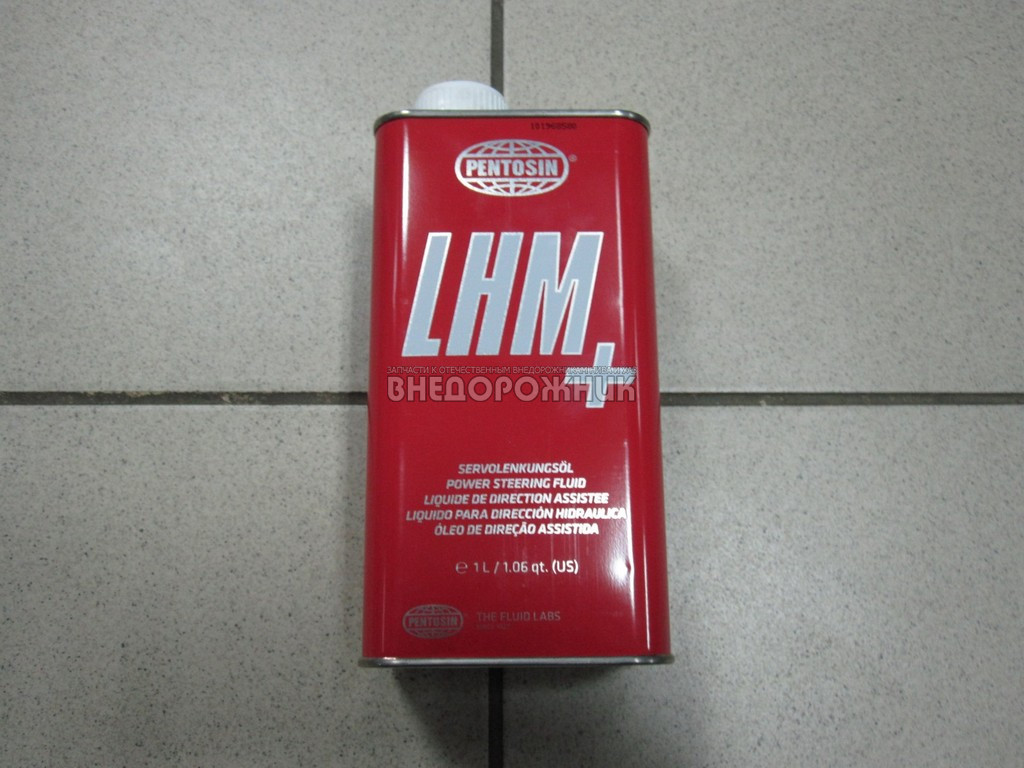 PENTOSIN®
LHM
+
ЗАПЧАСТИ К ОТЕЧЕСТВЕННЫМ ВНЕДОРОЖНИКАМ
ВНЕДОРОЖНИК
SERVOLENKUNGSÖL
POWER STEERING FLUID
LIQUIDE DE DIRECTION ASSISTEE
LIQUIDO PARA DIRECCIÓN HIDRAULICA
ÓLEO DE DIREÇÃO ASSISTIDA
℮ 1 L / 1.06 qt. (US)
PENTOSIN
THE FLUID LABS